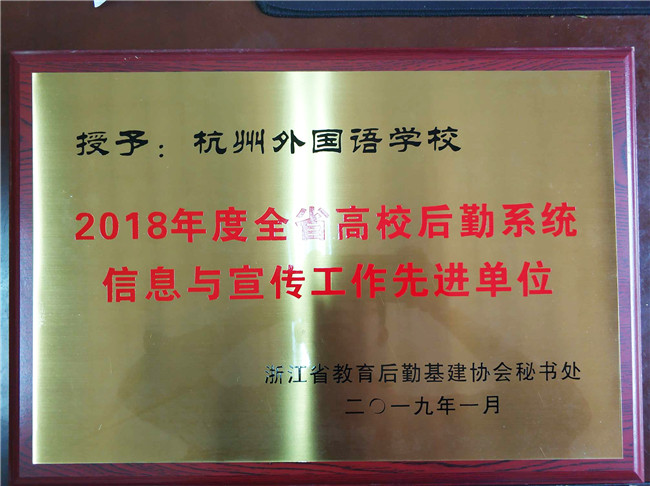 授予：杭州外国语学校
2018年度全省高校后勤系统
信息与宣传工作先进单位
浙江省教育后勤基建协会秘书处
二〇一九年一月